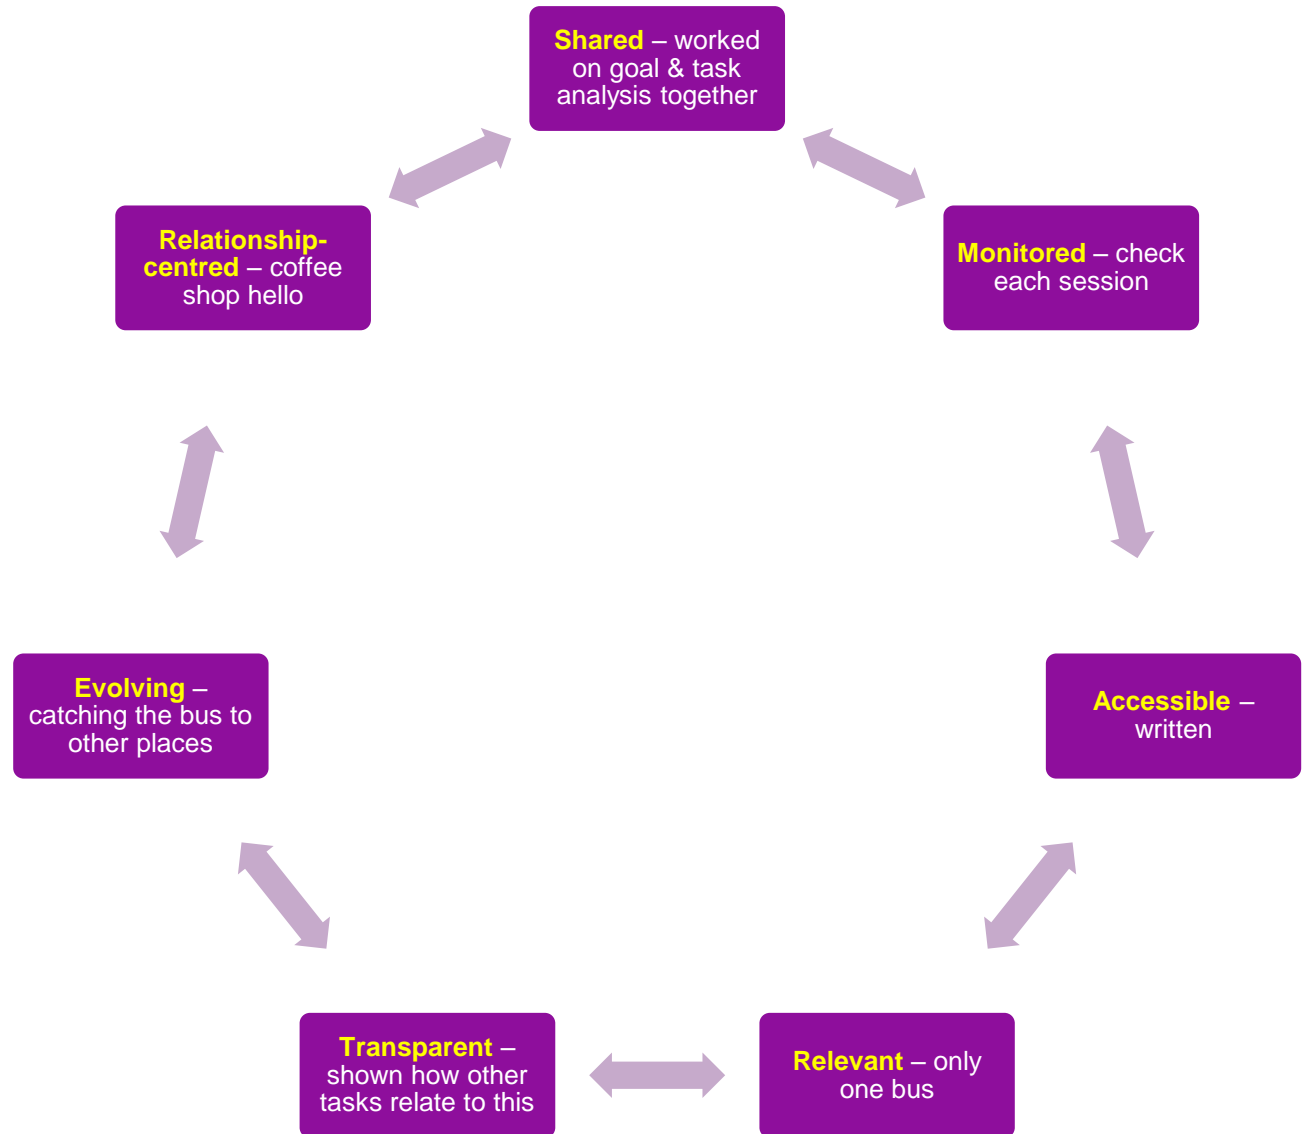 Shared – worked
on goal & task
analysis together
Monitored – check
each session
Accessible –
written
Relevant – only
one bus
Transparent –
shown how other
tasks relate to this
Evolving –
catching the bus to
other places
Relationship-
centred – coffee
shop hello